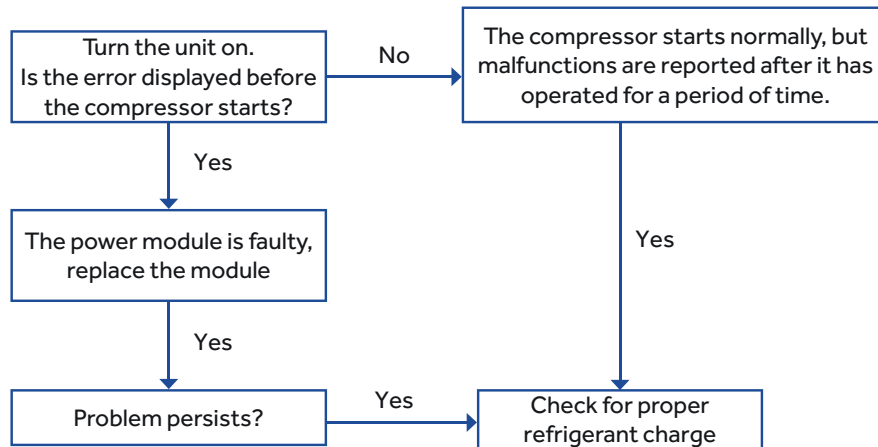 Turn the unit on.
Is the error displayed before
the compressor starts?
No
The compressor starts normally, but
malfunctions are reported after it has
operated for a period of time.
Yes
The power module is faulty,
replace the module
Yes
Yes
Problem persists?
Yes
Check for proper
refrigerant charge